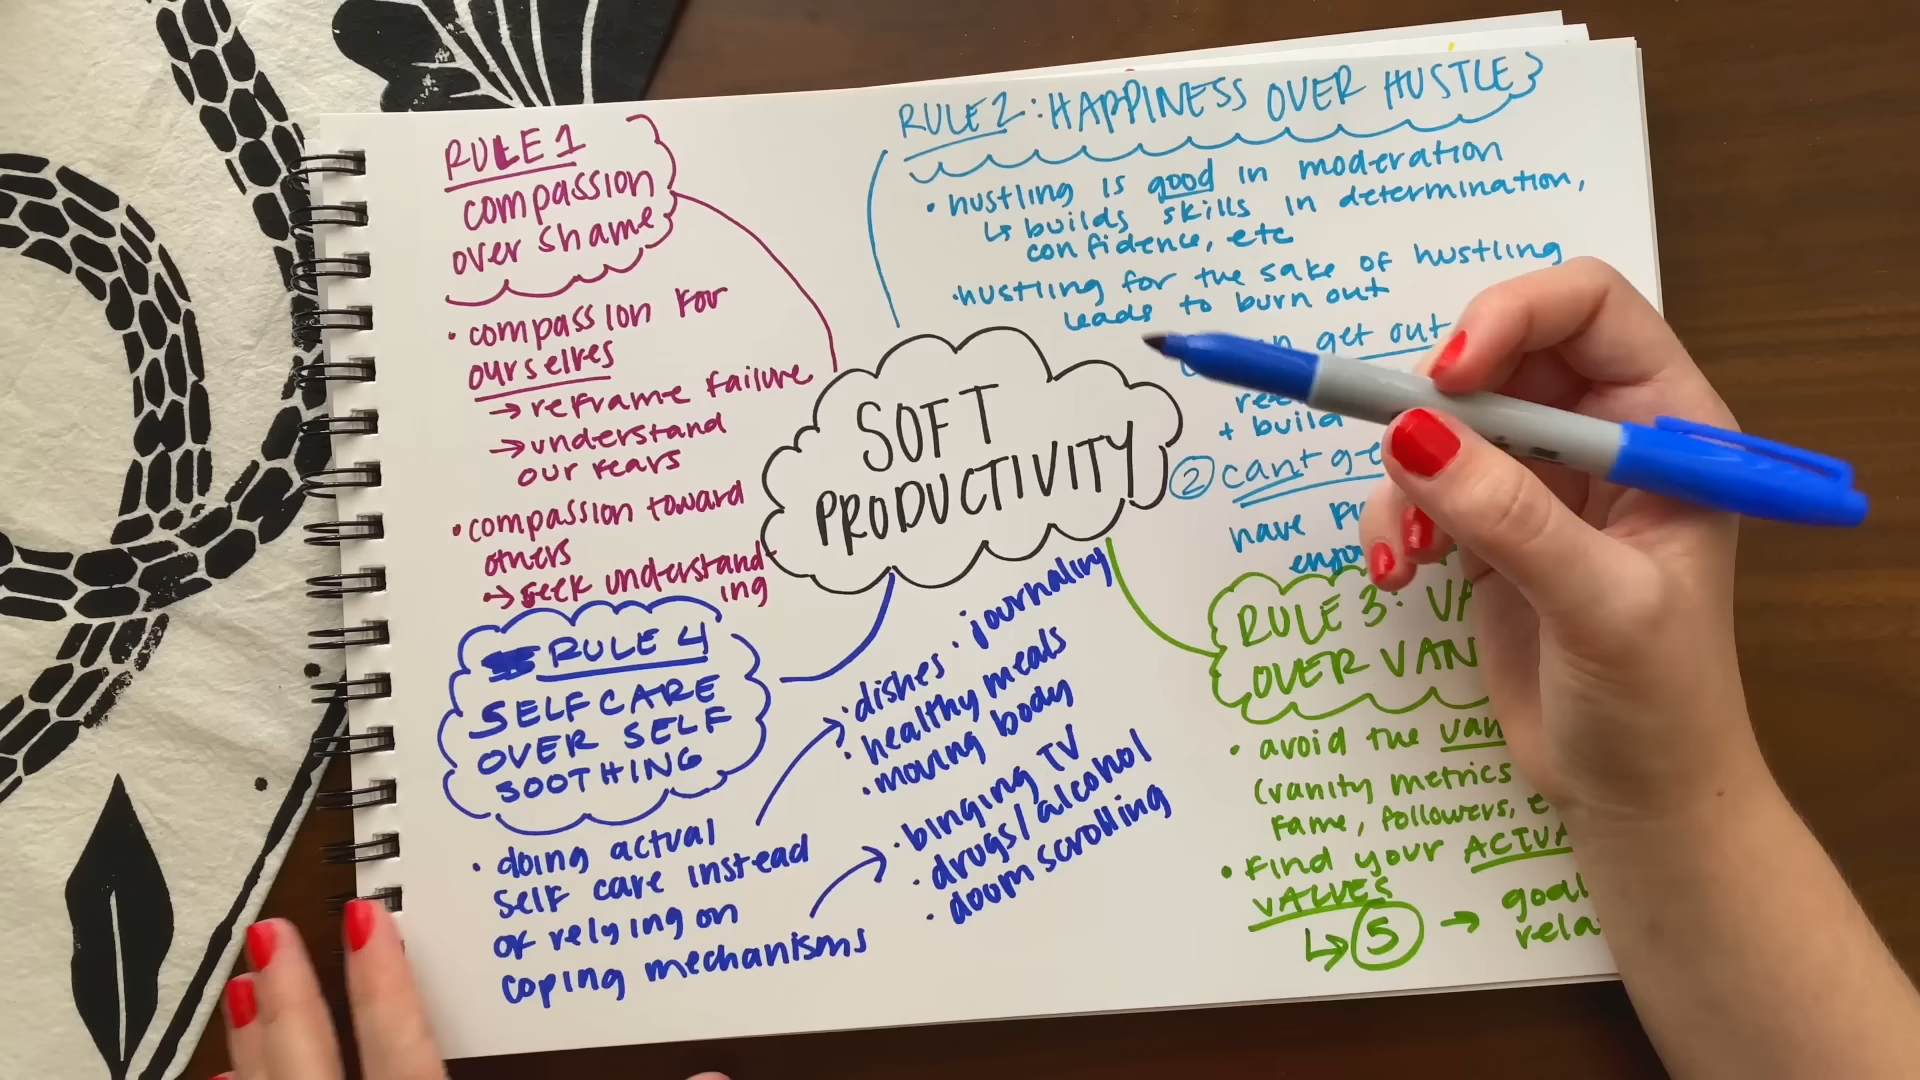 SOFT
PRODUCTIVITY
RULE 1
compassion
over shame
• compassion for
ourselves
→ reframe failure
→ understand
our fears
• compassion toward
others
→ seek understand-
ing
RULE 2: HAPPINESS OVER HUSTLE
• hustling is good in moderation
↳ builds skills in determination,
confidence, etc
• hustling for the sake of hustling
leads to burn out
get out
+ build
② cant
have
RULE 3:
OVER
• avoid the
(vanity metrics
fame, followers,
• Find your
VALUES
↳ 5 →
RULE 4
SELF CARE
OVER SELF
SOOTHING
• doing actual
self care instead
of relying on
coping mechanisms
• dishes • journaling
• healthy meals
• moving body
• binging TV
• drugs/alcohol
• doom scrolling